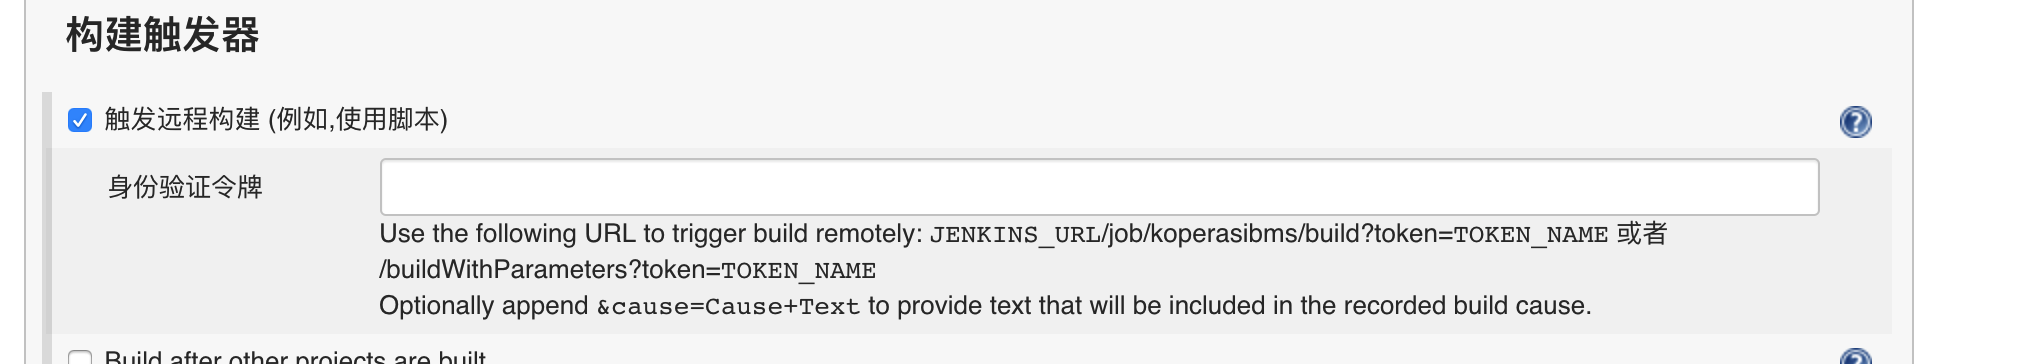 构建触发器
触发远程构建 (例如,使用脚本)
身份验证令牌
Use the following URL to trigger build remotely: JENKINS_URL/job/koperasibms/build?token=TOKEN_NAME 或者
/buildWithParameters?token=TOKEN_NAME
Optionally append &cause=Cause+Text to provide text that will be included in the recorded build cause.
Build after other projects are built